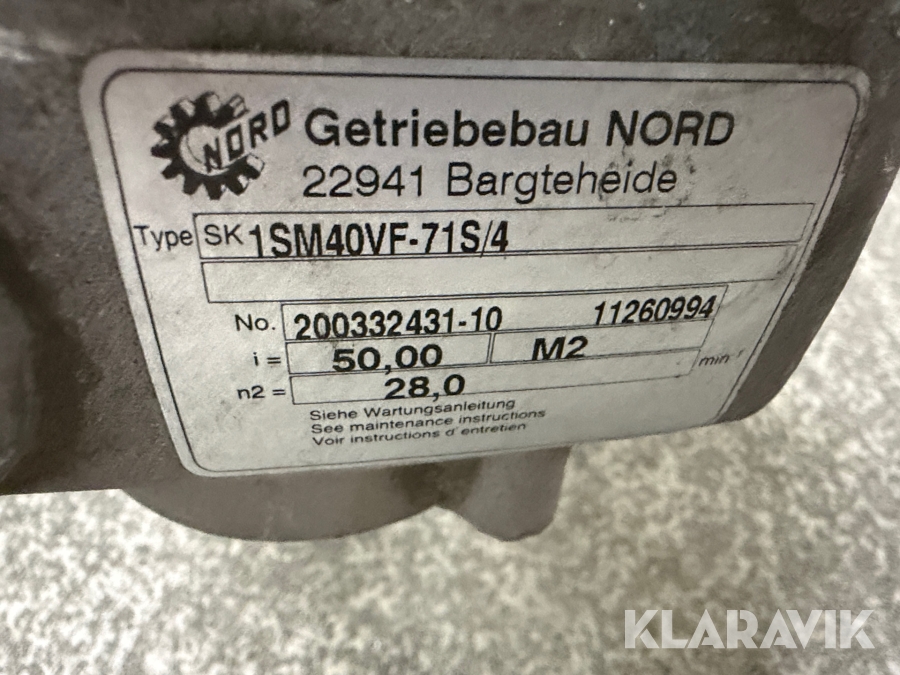 NORD
Getriebebau NORD
22941 Bargteheide
Type SK 1SM40VF-71S/4
No. 200332431-10 11260994
i = 50,00 M2
n2 = 28,0 min⁻¹
Siehe Wartungsanleitung
See maintenance instructions
Voir instructions d'entretien
KLARAVIK